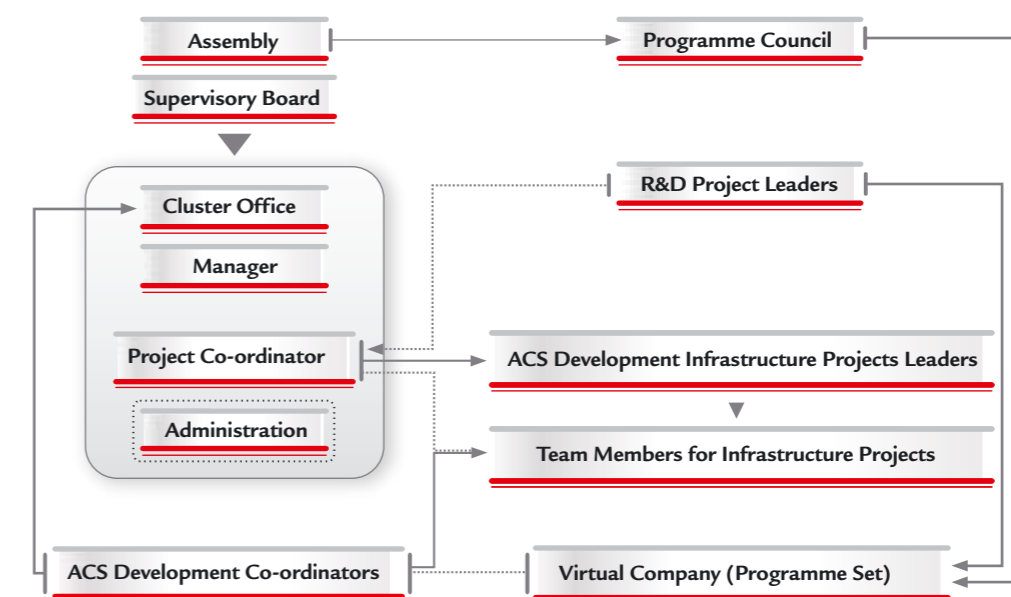 Assembly
Programme Council
Supervisory Board
R&D Project Leaders
Cluster Office
Manager
Project Co-ordinator
ACS Development Infrastructure Projects Leaders
Administration
Team Members for Infrastructure Projects
ACS Development Co-ordinators
Virtual Company (Programme Set)